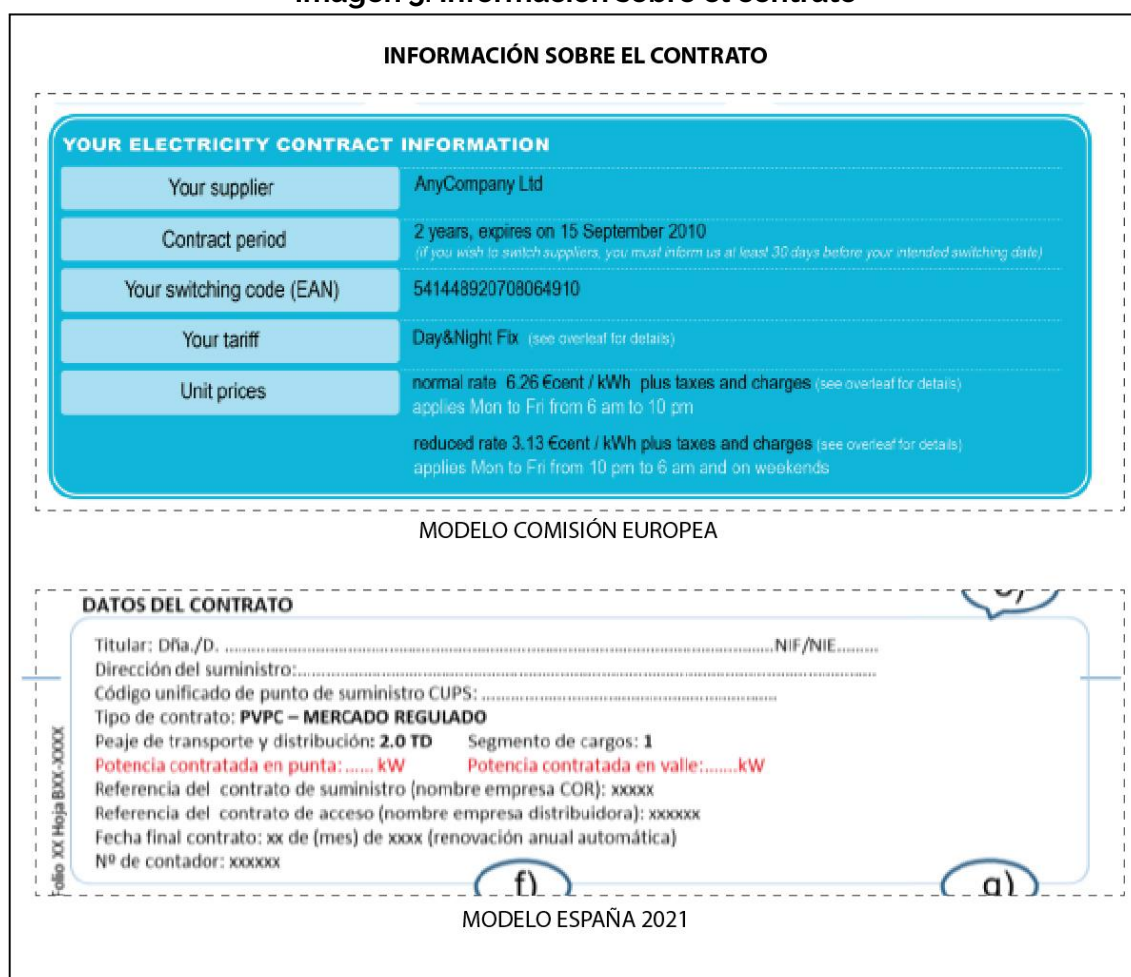 INFORMACIÓN SOBRE EL CONTRATO
YOUR ELECTRICITY CONTRACT INFORMATION
Your supplier AnyCompany Ltd
Contract period 2 years, expires on 15 September 2010
(if you wish to switch suppliers, you must inform us at least 30 days before your intended switching date)
Your switching code (EAN) 541448920708064910
Your tariff Day&Night Fix (see overleaf for details)
Unit prices normal rate 6.26 €cent / kWh plus taxes and charges (see overleaf for details)
applies Mon to Fri from 6 am to 10 pm
reduced rate 3.13 €cent / kWh plus taxes and charges (see overleaf for details)
applies Mon to Fri from 10 pm to 6 am and on weekends
MODELO COMISIÓN EUROPEA
DATOS DEL CONTRATO
Titular: Dña./D. ..........................................................................................NIF/NIE.........
Dirección del suministro:..........................................................................................
Código unificado de punto de suministro CUPS: ..........................................................
Tipo de contrato: PVPC – MERCADO REGULADO
Peaje de transporte y distribución: 2.0 TD Segmento de cargos: 1
Potencia contratada en punta: ...... kW Potencia contratada en valle:.......kW
Referencia del contrato de suministro (nombre empresa COR): xxxxx
Referencia del contrato de acceso (nombre empresa distribuidora): xxxxxx
Fecha final contrato: xx de (mes) de xxxx (renovación anual automática)
Nº de contador: xxxxxx
Folio XX Hoja BXX-XXXX
f)
g)
MODELO ESPAÑA 2021